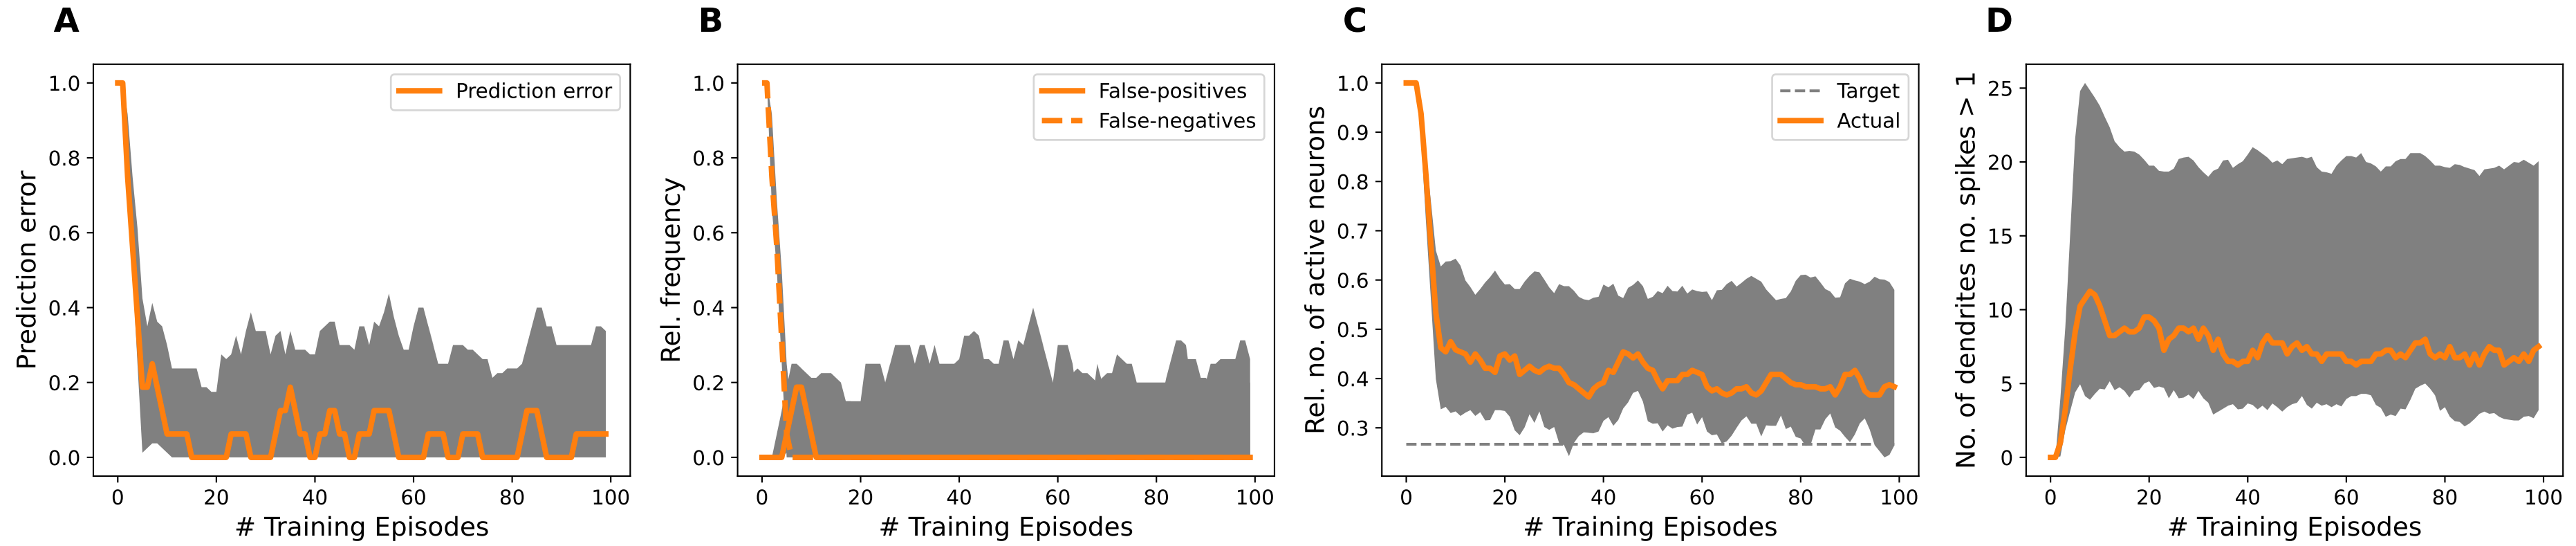 A
Prediction error
1.0
0.8
0.6
0.4
0.2
0.0
0 20 40 60 80 100
# Training Episodes
Prediction error
B
Rel. frequency
1.0
0.8
0.6
0.4
0.2
0.0
0 20 40 60 80 100
# Training Episodes
False-positives
False-negatives
C
Rel. no. of active neurons
1.0
0.9
0.8
0.7
0.6
0.5
0.4
0.3
0 20 40 60 80 100
# Training Episodes
Target
Actual
D
No. of dendrites no. spikes > 1
25
20
15
10
5
0
0 20 40 60 80 100
# Training Episodes